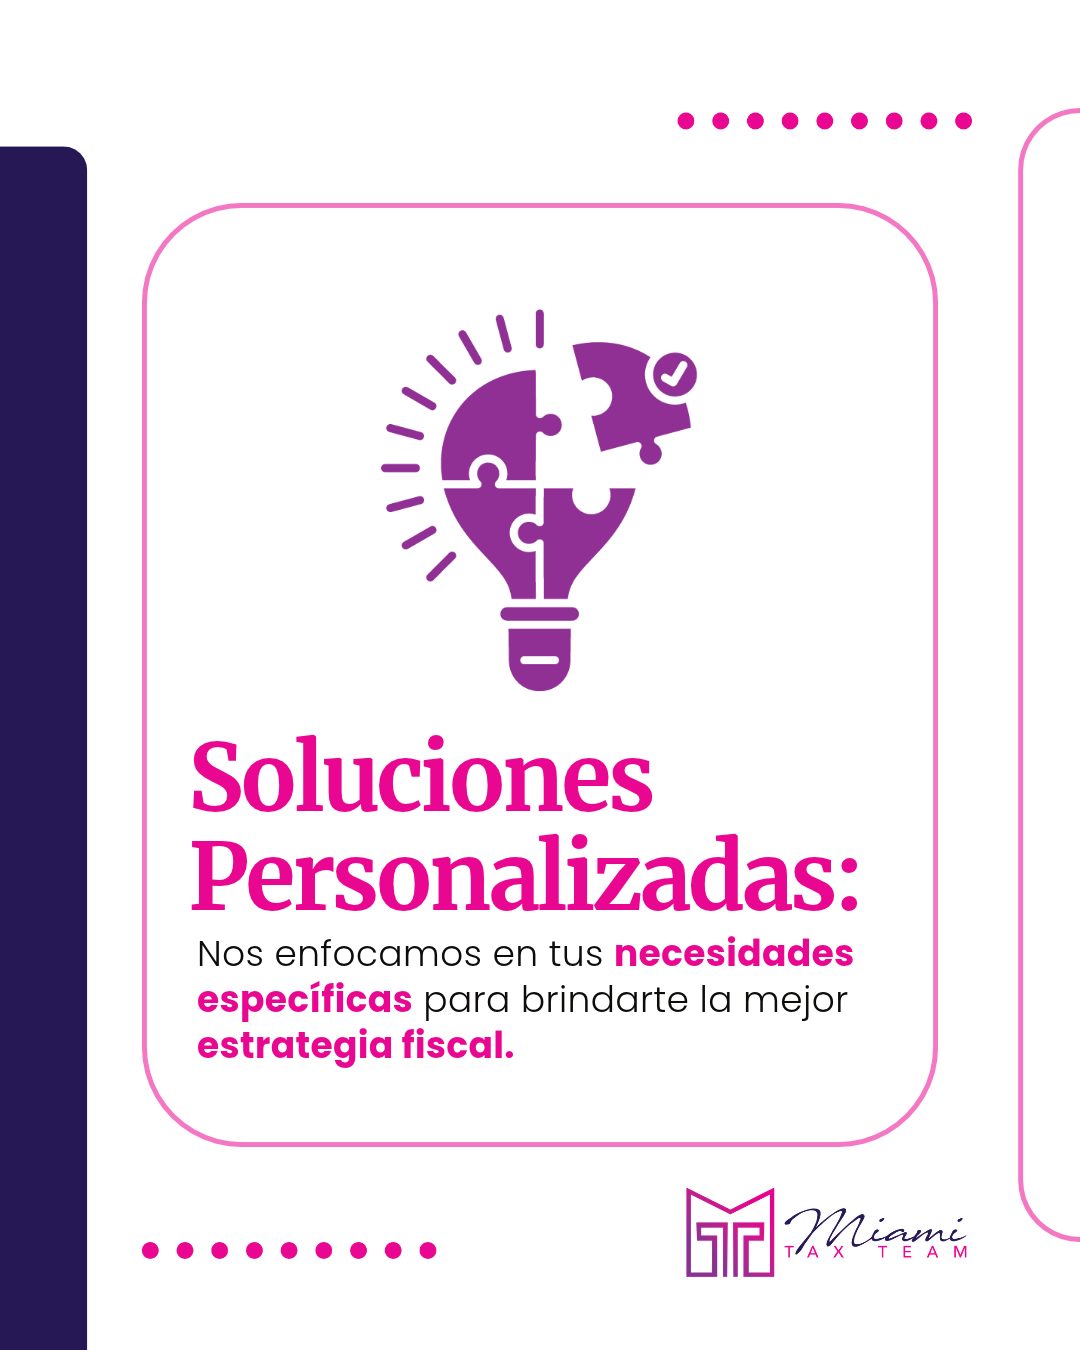 Soluciones
Personalizadas:
Nos enfocamos en tus necesidades
específicas para brindarte la mejor
estrategia fiscal.
Miami
TAX TEAM